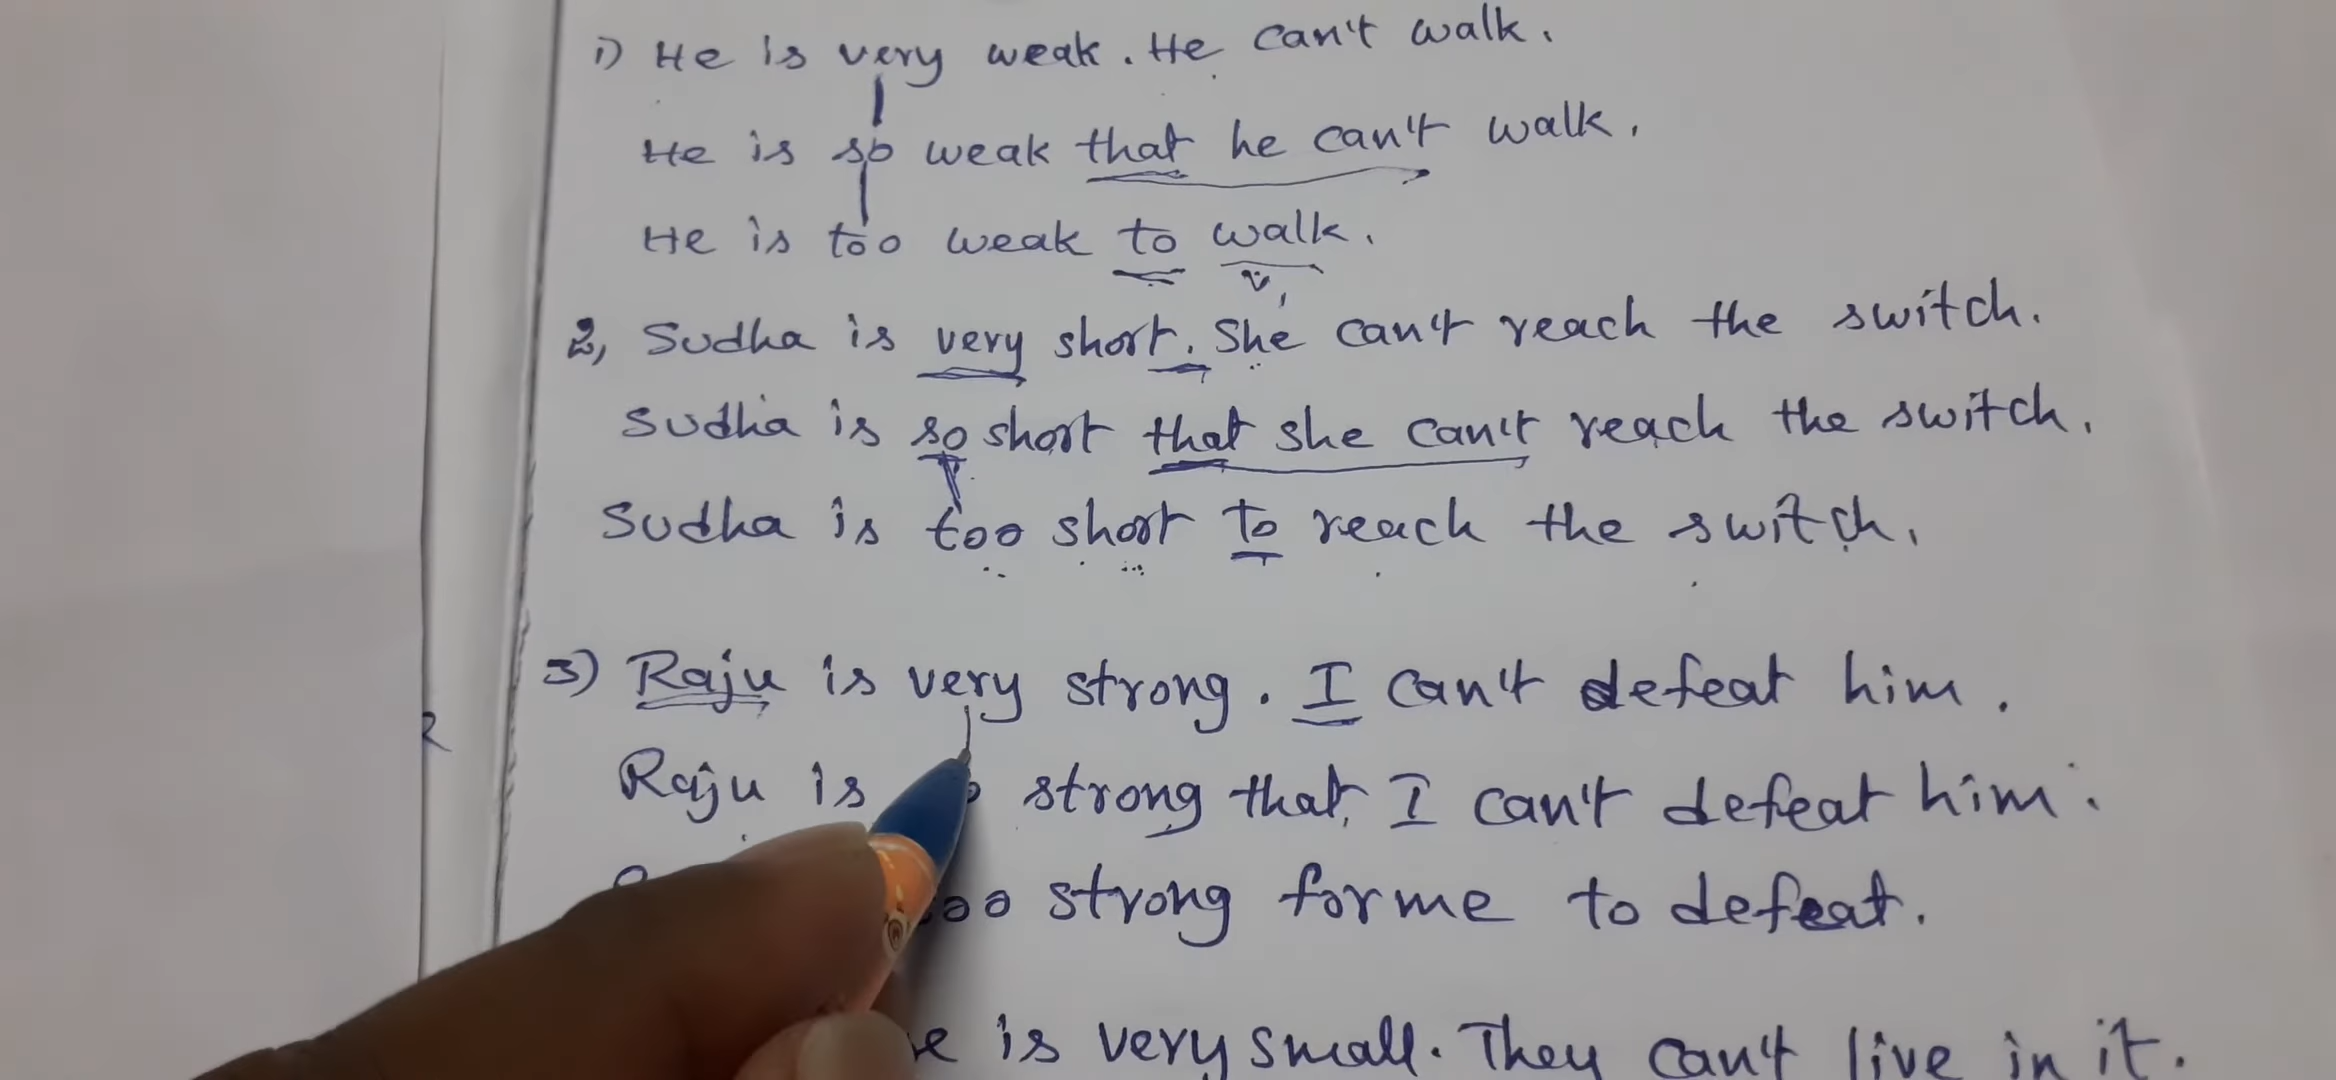 1) He is very weak. He can't walk.
He is so weak that he can't walk.
He is too weak to walk.
V1
2, Sudha is very short. She can't reach the switch.
Sudha is so short that she can't reach the switch.
Sudha is too short to reach the switch.
3) Raju is very strong. I can't defeat him.
Raju is strong that I can't defeat him.
strong for me to defeat.
is very small. They can't live in it.